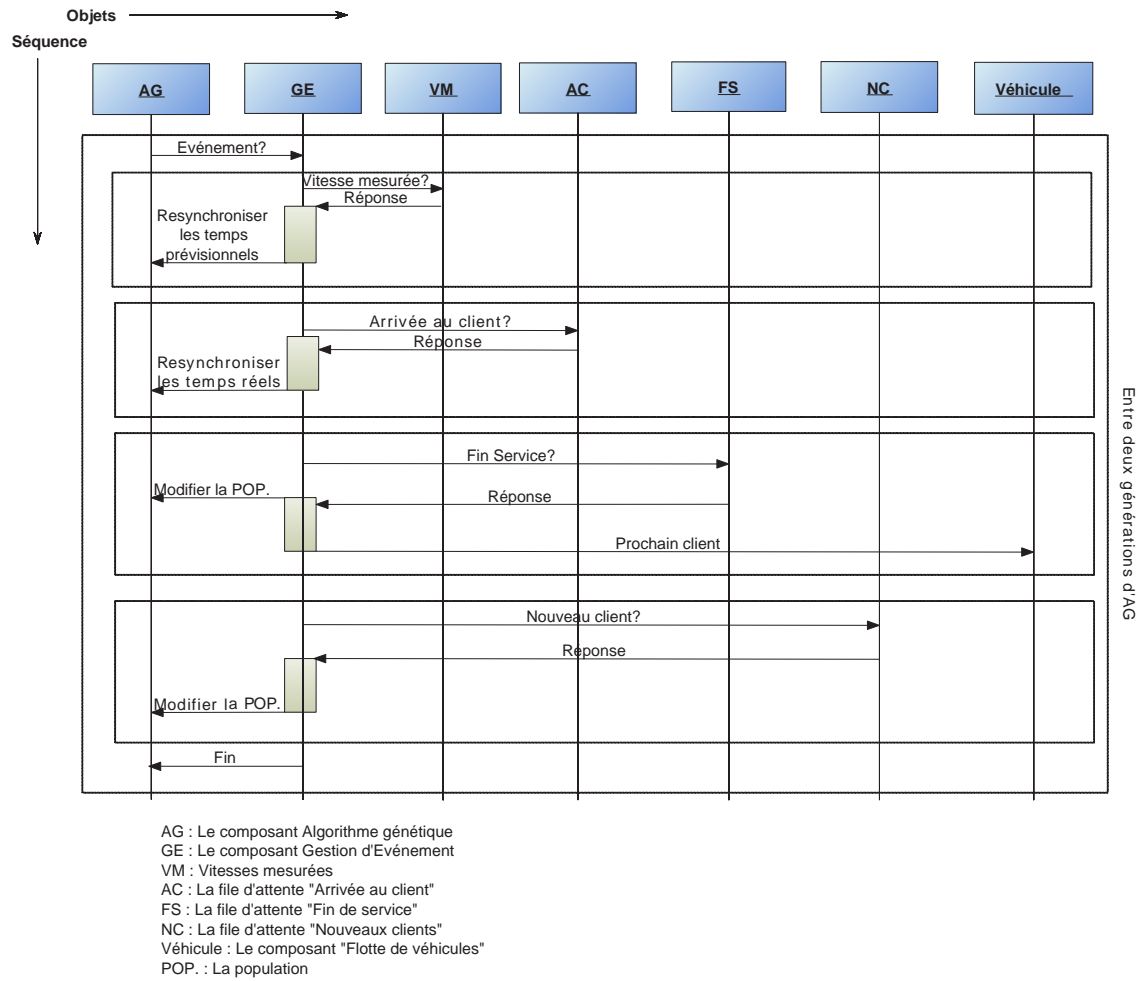 Objets
Séquence
AG
GE
VM
AC
FS
NC
Véhicule
Evénement?
Vitesse mesurée?
Réponse
Resynchroniser
les temps
prévisionnels
Arrivée au client?
Réponse
Resynchroniser
les temps réels
Fin Service?
Modifier la POP.
Réponse
Prochain client
Nouveau client?
Réponse
Modifier la POP.
Fin
Entre deux générations d'AG
AG : Le composant Algorithme génétique
GE : Le composant Gestion d'Evénement
VM : Vitesses mesurées
AC : La file d'attente "Arrivée au client"
FS : La file d'attente "Fin de service"
NC : La file d'attente "Nouveaux clients"
Véhicule : Le composant "Flotte de véhicules"
POP. : La population